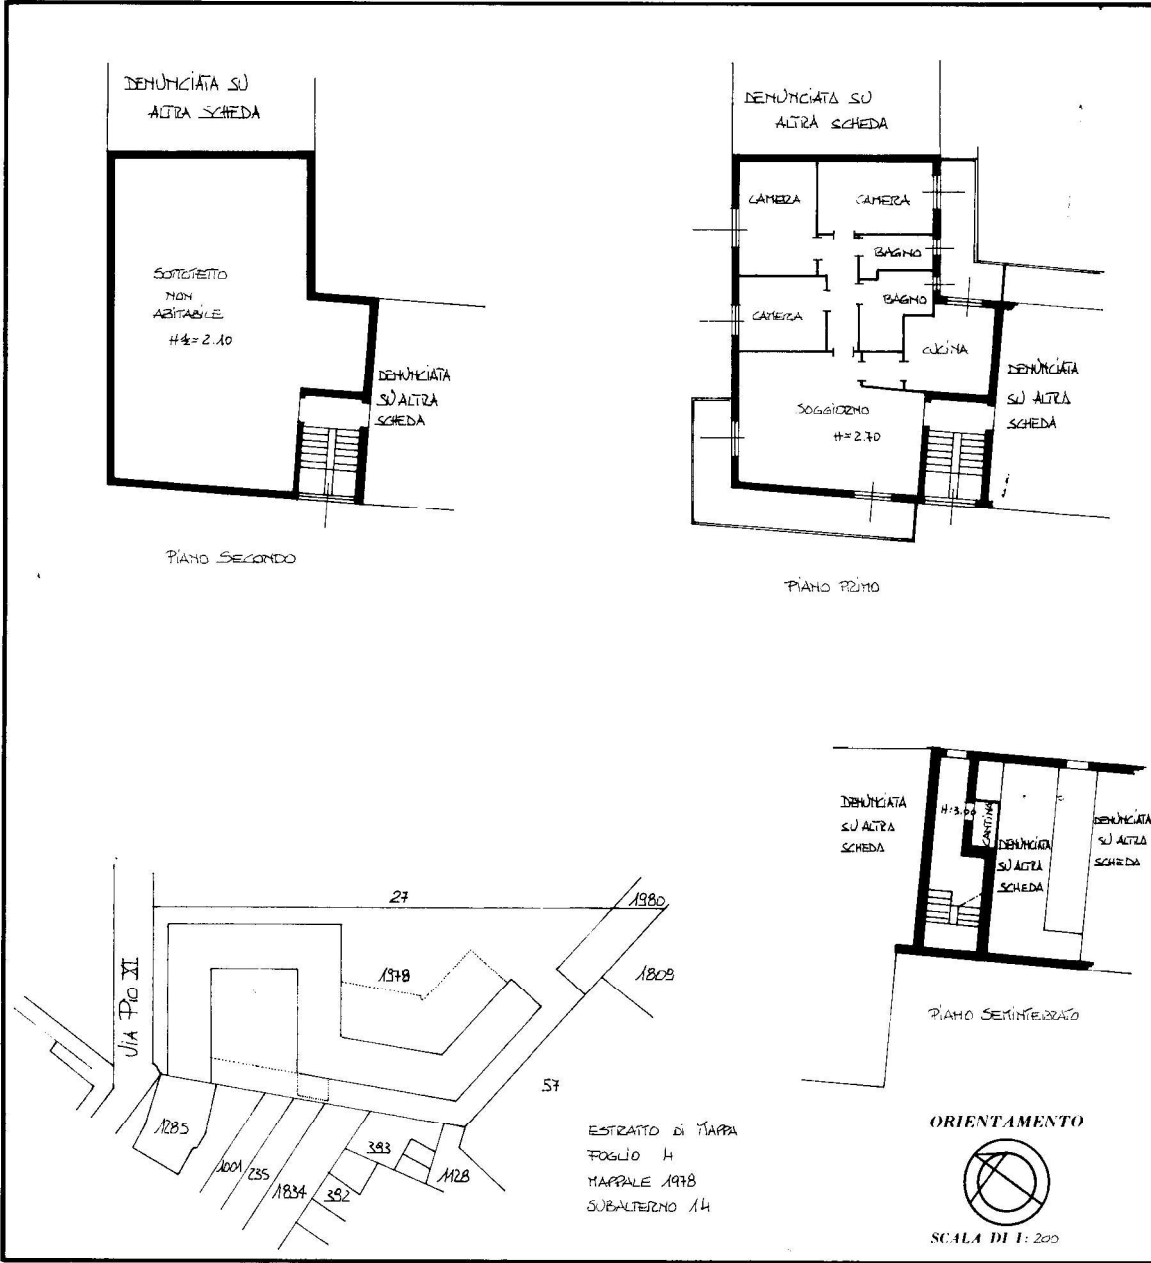 DENUNCIATA SU
ALTRA SCHEDA
SOTTOTETTO
NON
ABITABILE
H½=2.10
DENUNCIATA
SU ALTRA
SCHEDA
PIANO SECONDO
DENUNCIATA SU
ALTRA SCHEDA
CAMERA
CAMERA
BAGNO
BAGNO
CAMERA
CUCINA
SOGGIORNO
H=2.70
DENUNCIATA
SU ALTRA
SCHEDA
PIANO PRIMO
DENUNCIATA
SU ALTRA
SCHEDA
H:3.00
CANTINA
DENUNCIATA
SU ALTRA
SCHEDA
DENUNCIATA
SU ALTRA
SCHEDA
PIANO SEMINTERRATO
27
1980
1978
1809
VIA PIO XI
57
1285
1001
235
1834
393
392
1128
ESTRATTO DI MAPPA
FOGLIO 4
MAPPALE 1978
SUBALTERNO 14
ORIENTAMENTO
SCALA DI 1: 200